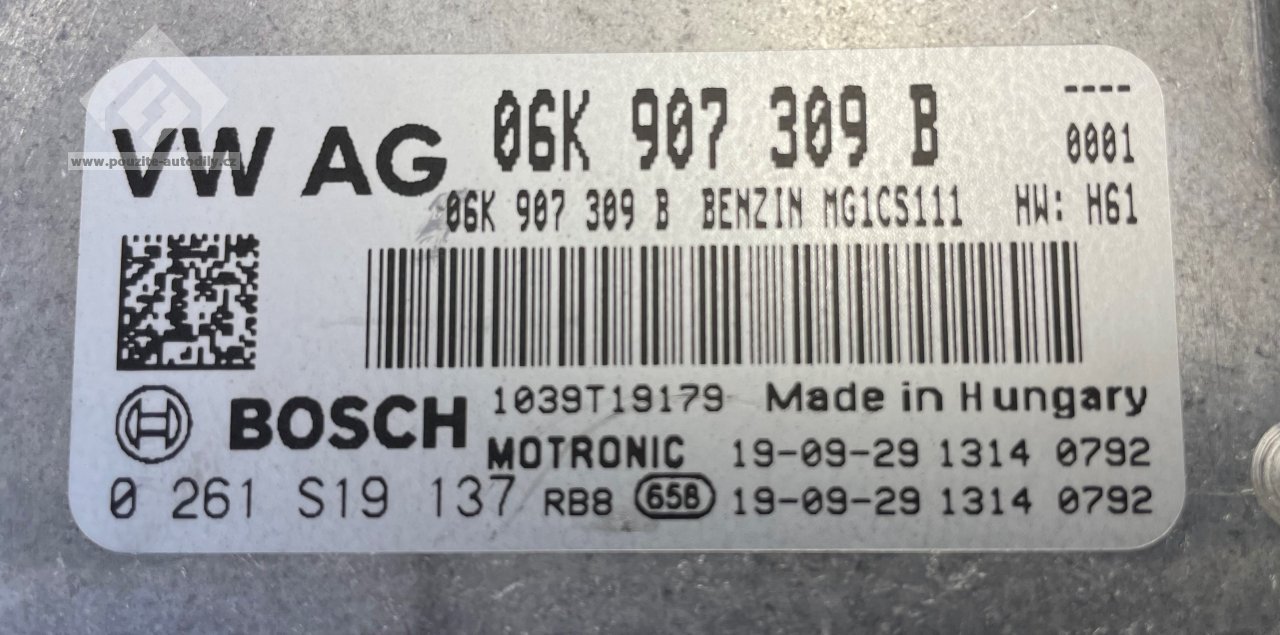 ----
06K 907 309 B
0001
VW AG
www.pouzite-autodily.cz
06K 907 309 B BENZIN MG1CS111 HW: H61
1039T19179 Made in Hungary
BOSCH
MOTRONIC 19-09-29 1314 0792
0 261 S19 137 RB8 658 19-09-29 1314 0792